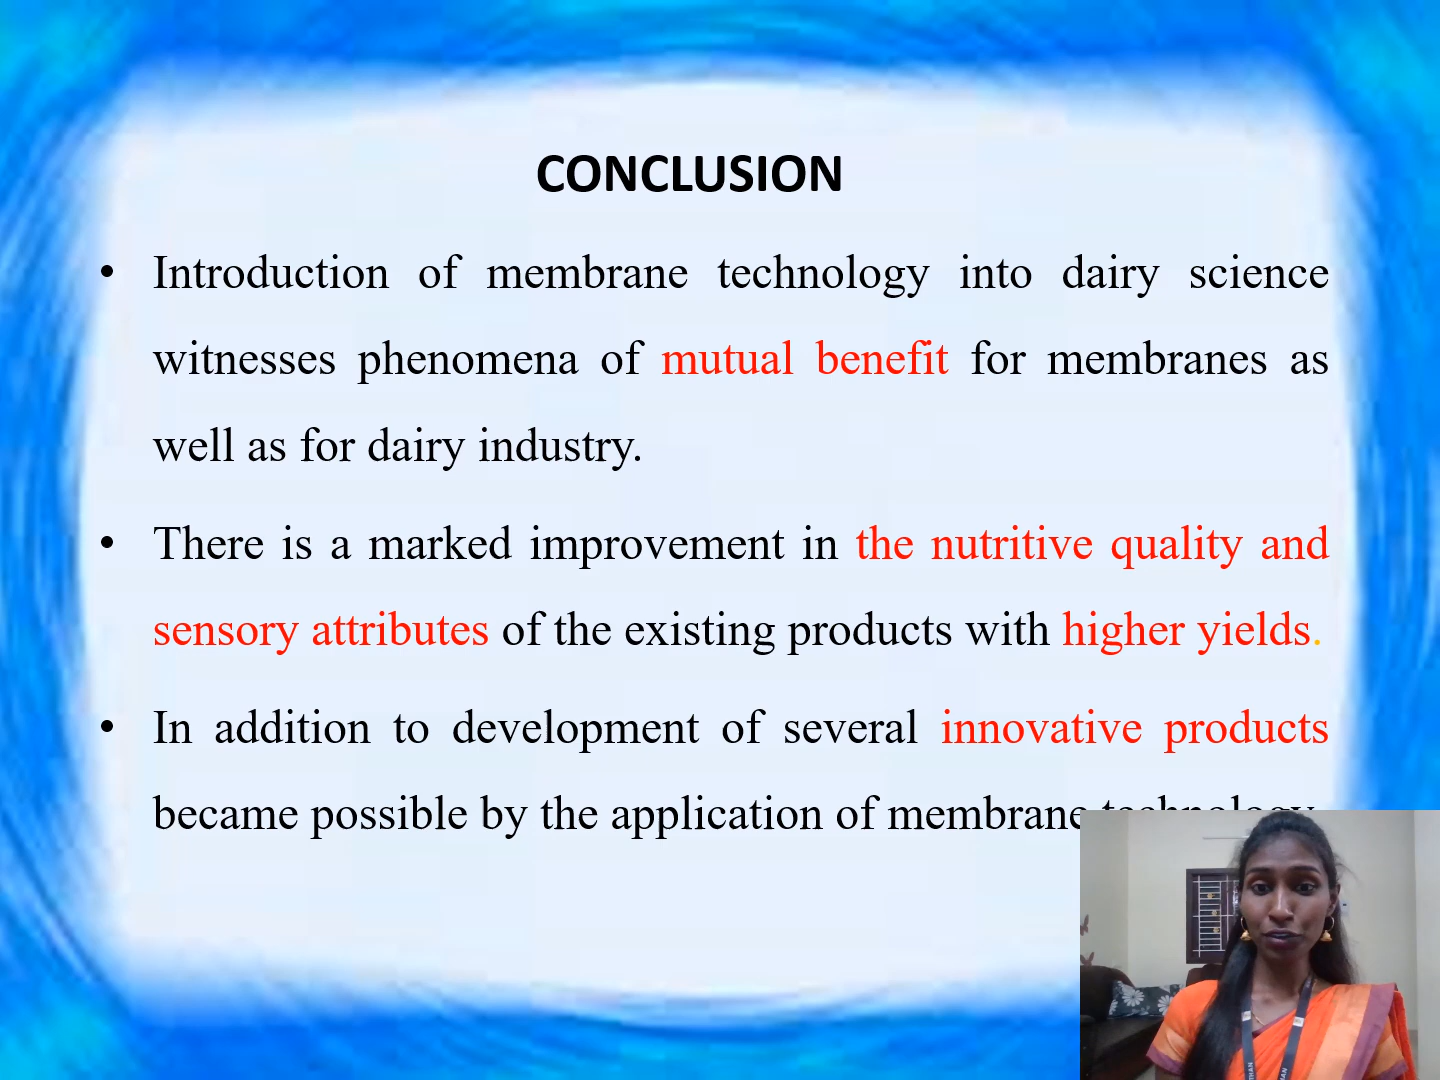 CONCLUSION
• Introduction of membrane technology into dairy science
witnesses phenomena of mutual benefit for membranes as
well as for dairy industry.
• There is a marked improvement in the nutritive quality and
sensory attributes of the existing products with higher yields.
• In addition to development of several innovative products
became possible by the application of membrane technology